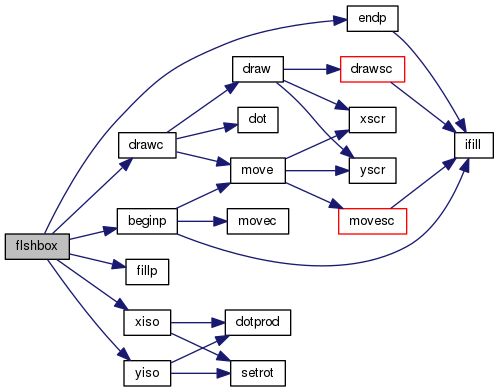 endp
draw
drawsc
dot
xscr
drawc
ifill
move
yscr
beginp
movec
movesc
flshbox
fillp
xiso
dotprod
yiso
setrot